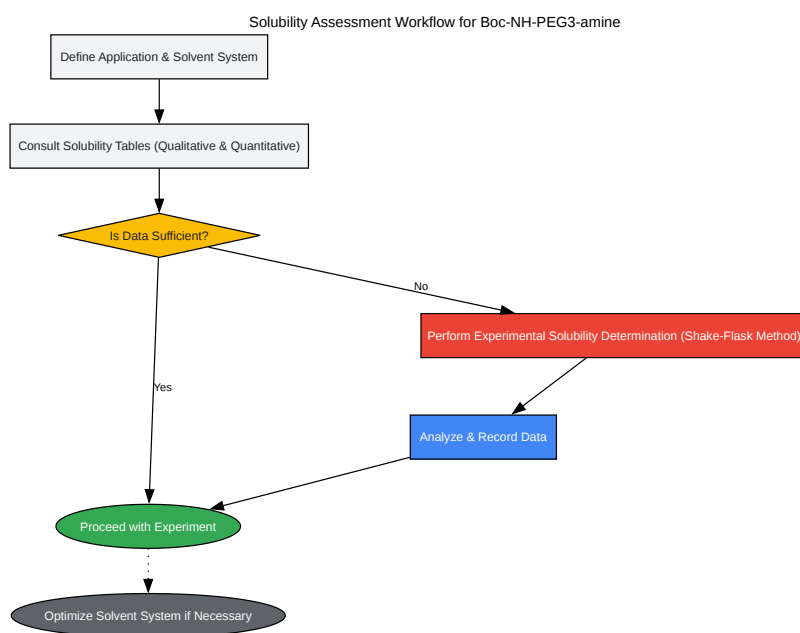 Solubility Assessment Workflow for Boc-NH-PEG3-amine
Define Application & Solvent System
Consult Solubility Tables (Qualitative & Quantitative)
Is Data Sufficient?
No
Perform Experimental Solubility Determination (Shake-Flask Method)
Yes
Analyze & Record Data
Proceed with Experiment
Optimize Solvent System if Necessary